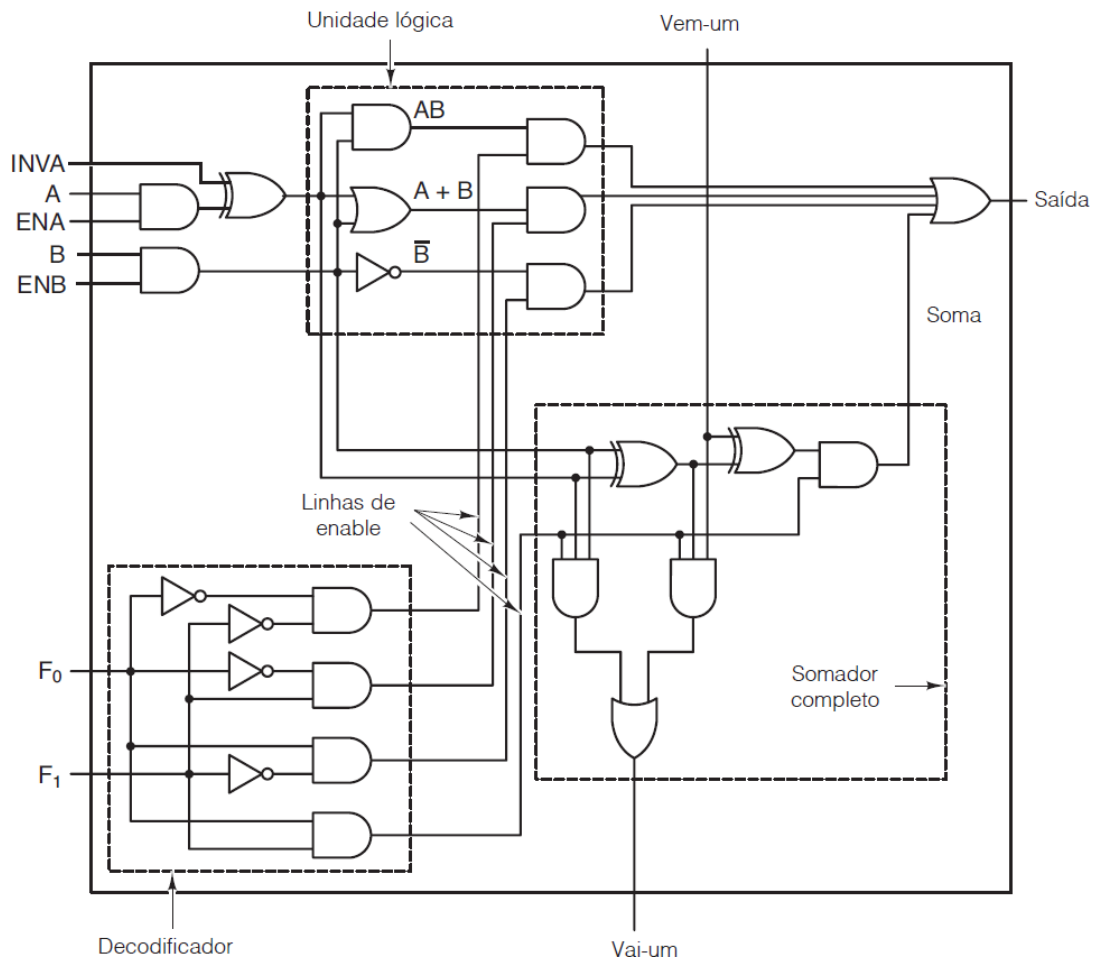 Unidade lógica
Vem-um
INVA
A
ENA
B
ENB
AB
A + B
B̅
Saída
Soma
Linhas de
enable
F₀
F₁
Somador
completo
Decodificador
Vai-um